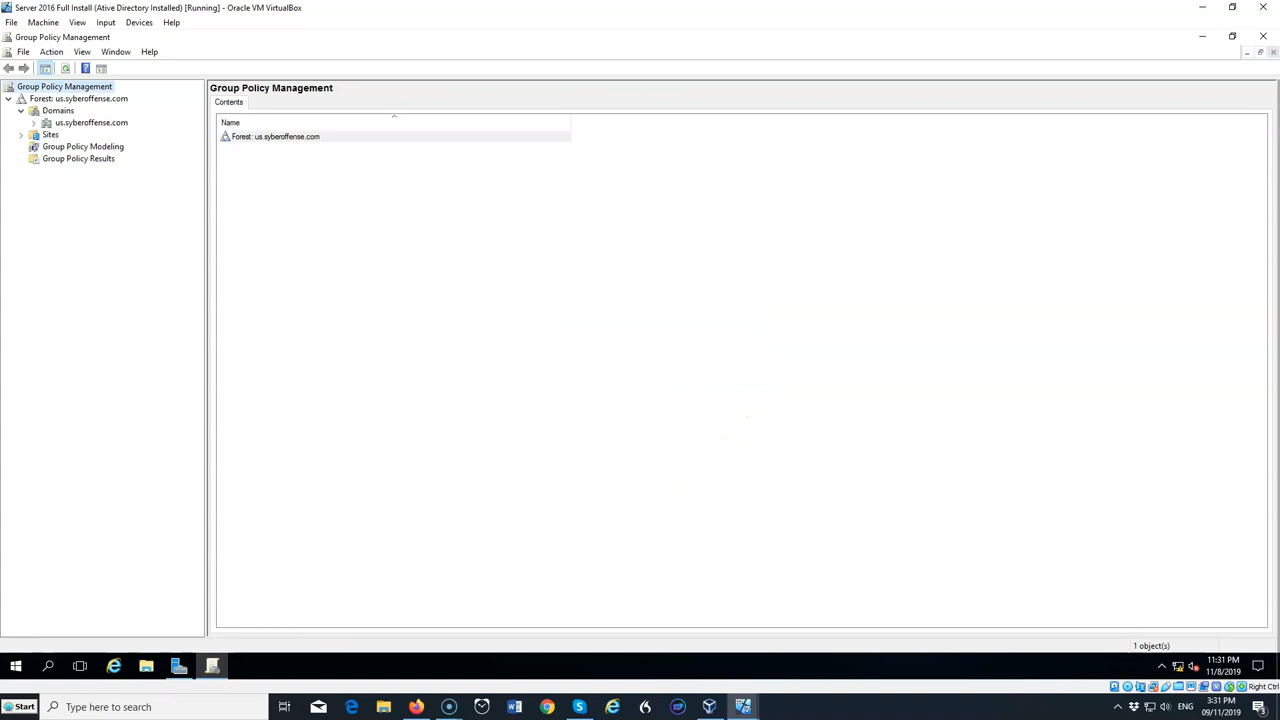 Server 2016 Full Install (Ative Directory Installed) [Running] - Oracle VM VirtualBox
File Machine View Input Devices Help
Group Policy Management
File Action View Window Help
Group Policy Management
Forest: us.syberoffense.com
Domains
us.syberoffense.com
Sites
Group Policy Modeling
Group Policy Results
Group Policy Management
Contents
Name
Forest: us.syberoffense.com
1 object(s)
11:31 PM
11/8/2019
Right Ctrl
Start
Type here to search
ENG
3:31 PM
09/11/2019